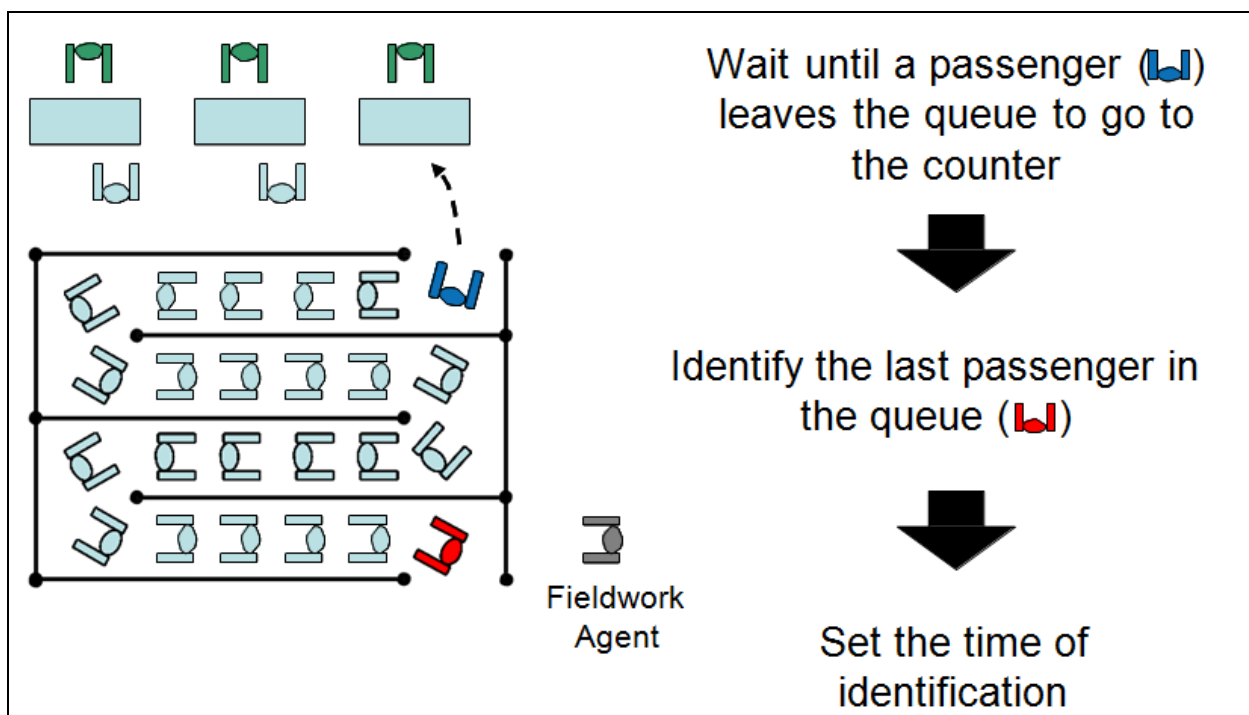 Wait until a passenger ( )
leaves the queue to go to
the counter
Identify the last passenger in
the queue ( )
Fieldwork
Agent
Set the time of
identification